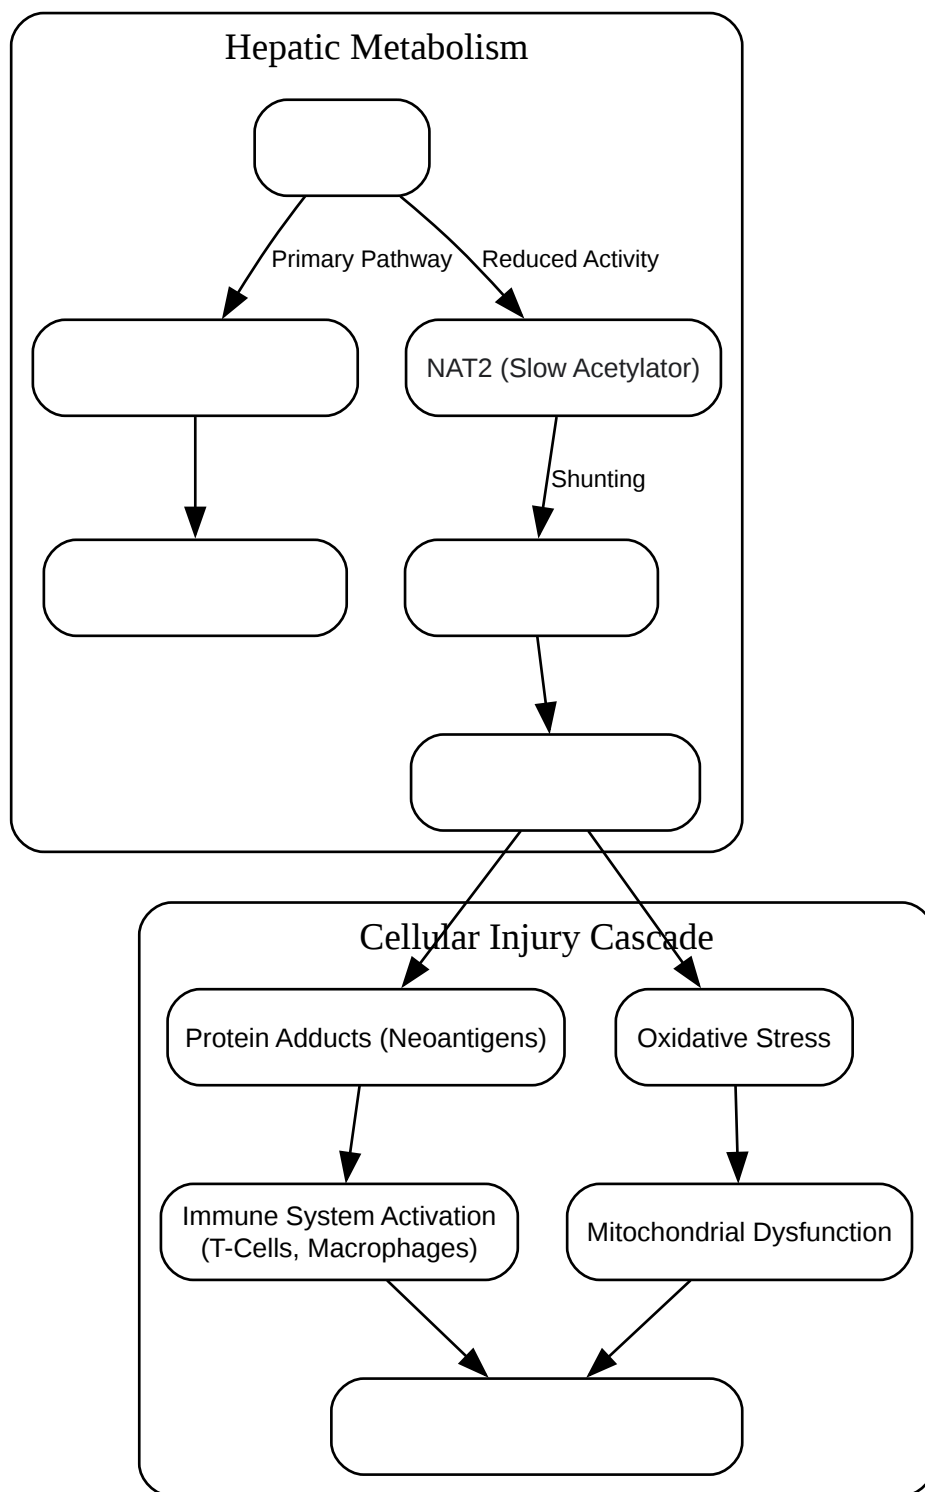 Hepatic Metabolism
Primary Pathway
Reduced Activity
NAT2 (Slow Acetylator)
Shunting
Cellular Injury Cascade
Protein Adducts (Neoantigens)
Oxidative Stress
Immune System Activation
(T-Cells, Macrophages)
Mitochondrial Dysfunction